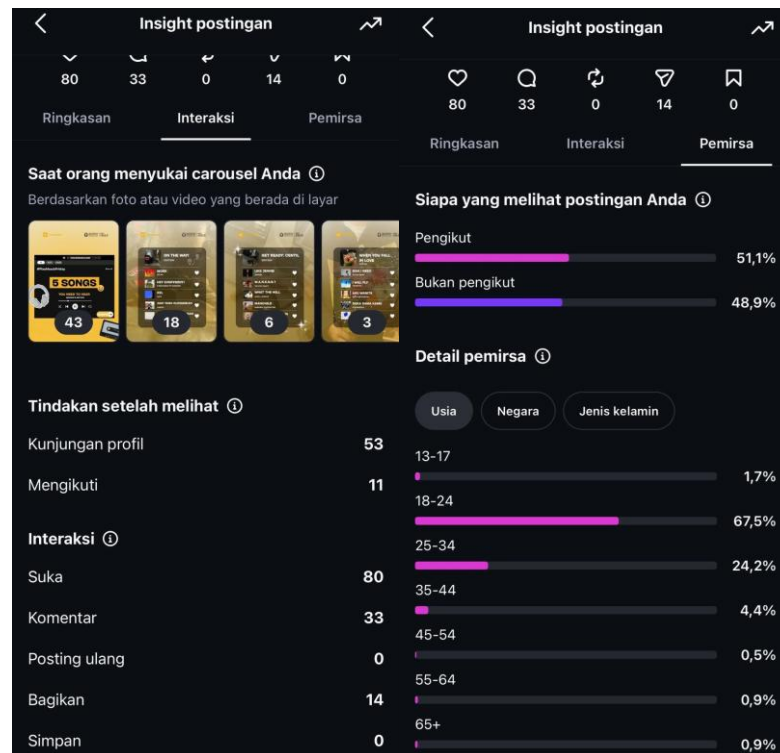 Insight postingan
80 33 0 14 0
Ringkasan Interaksi Pemirsa
Saat orang menyukai carousel Anda
Berdasarkan foto atau video yang berada di layar
5 SONGS
43
ON THE WAY!
18
6
3
Tindakan setelah melihat
Kunjungan profil 53
Mengikuti 11
Interaksi
Suka 80
Komentar 33
Posting ulang 0
Bagikan 14
Simpan 0
Insight postingan
80 33 0 14 0
Ringkasan Interaksi Pemirsa
Siapa yang melihat postingan Anda
Pengikut
51,1%
Bukan pengikut
48,9%
Detail pemirsa
Usia Negara Jenis kelamin
13-17
1,7%
18-24
67,5%
25-34
24,2%
35-44
4,4%
45-54
0,5%
55-64
0,9%
65+
0,9%